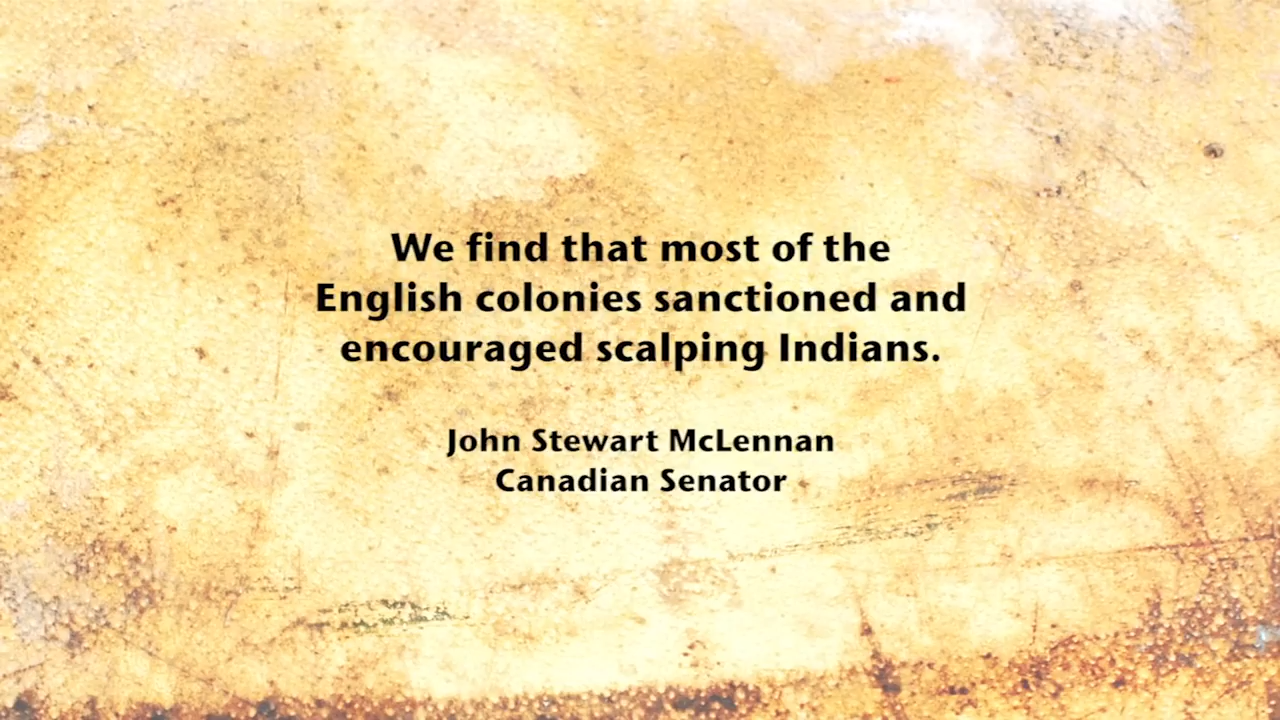 We find that most of the
English colonies sanctioned and
encouraged scalping Indians.
John Stewart McLennan
Canadian Senator